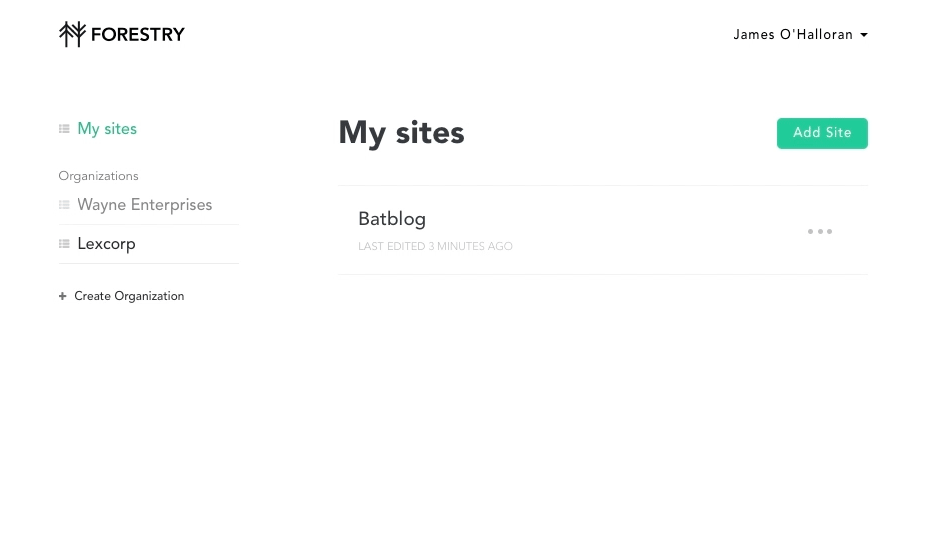 FORESTRY
James O'Halloran
My sites
Organizations
Wayne Enterprises
Lexcorp
+ Create Organization
My sites
Add Site
Batblog
LAST EDITED 3 MINUTES AGO